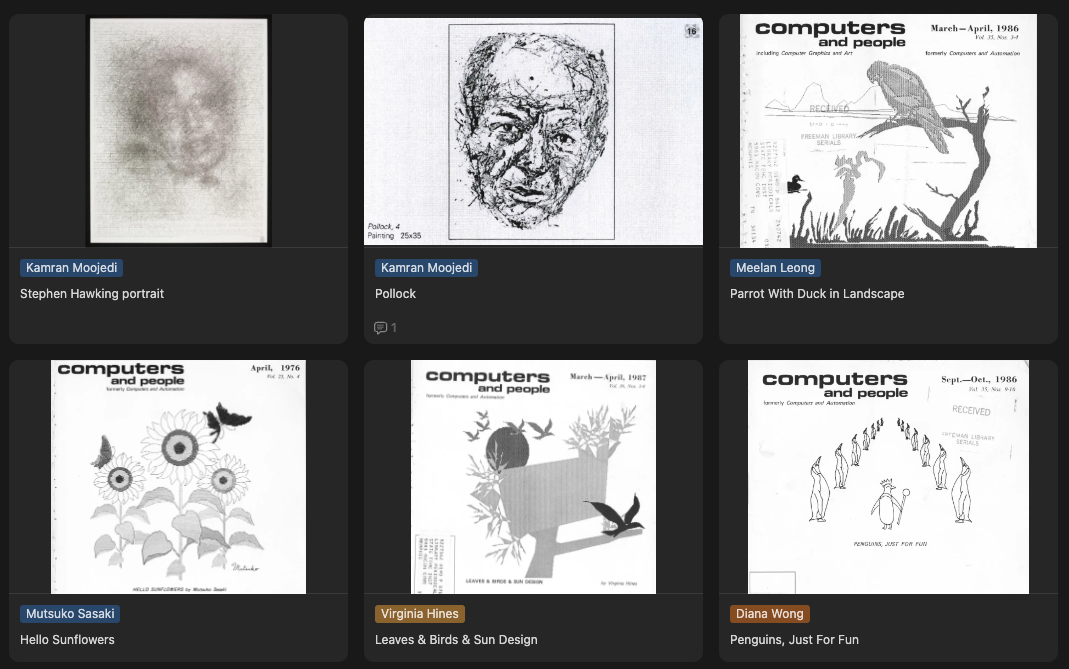 16
Pollock, 4
Painting 25x35
Kamran Moojedi
Stephen Hawking portrait
Kamran Moojedi
Pollock
1
computers
and people
March—April, 1986
Vol. 35, Nos. 3-4
including Computer Graphics and Art
formerly Computers and Automation
RECEIVED
FREEMAN LIBRARY
SERIALS
Meelan Leong
Parrot With Duck in Landscape
computers
and people
April, 1976
Vol. 25, No. 4
formerly Computers and Automation
Mutsuko
HELLO SUNFLOWERS by Mutsuko Sasaki
Mutsuko Sasaki
Hello Sunflowers
computers
and people
March—April, 1987
Vol. 36, Nos. 3-4
formerly Computers and Automation
LEAVES & BIRDS & SUN DESIGN
by Virginia Hines
Virginia Hines
Leaves & Birds & Sun Design
computers
and people
Sept.—Oct., 1986
Vol. 35, Nos. 9-10
formerly Computers and Automation
RECEIVED
FREEMAN LIBRARY
SERIALS
PENGUINS, JUST FOR FUN
Diana Wong
Penguins, Just For Fun